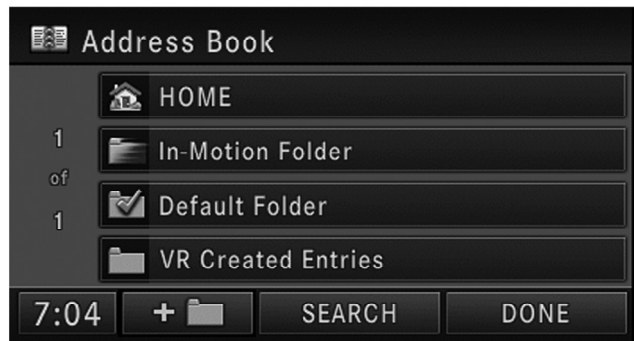 Address Book
HOME
In-Motion Folder
Default Folder
VR Created Entries
1
of
1
7:04
+
SEARCH
DONE